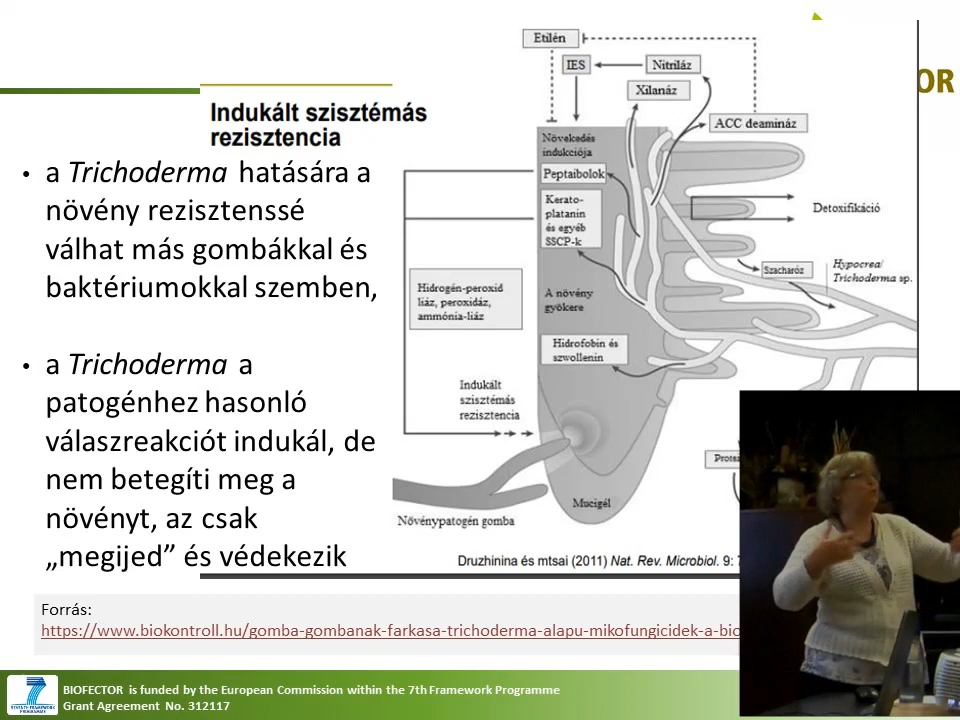 OR
Indukált szisztémás
rezisztencia
• a Trichoderma hatására a
növény rezisztenssé
válhat más gombákkal és
baktériumokkal szemben,
• a Trichoderma a
patogénhez hasonló
válaszreakciót indukál, de
nem betegíti meg a
növényt, az csak
„megijed” és védekezik
Etilén
IES
Nitriláz
Xilanáz
ACC deamináz
Növekedés
indukciója
Peptaibolok
Kerato-
platanin
és egyéb
SSCP-k
Detoxifikáció
Szacharóz
Hypocrea/
Trichoderma sp.
Hidrogén-peroxid
liáz, peroxidáz,
ammónia-liáz
A növény
gyökere
Hidrofobin és
szwollenin
Indukált
szisztémás
rezisztencia
Mucigél
Növénypatogén gomba
Druzhinina és mtsai (2011) Nat. Rev. Microbiol. 9:
Forrás:
https://www.biokontroll.hu/gomba-gombanak-farkasa-trichoderma-alapu-mikofungicidek-a-bio
7
SEVENTH FRAMEWORK
PROGRAMME
BIOFECTOR is funded by the European Commission within the 7th Framework Programme
Grant Agreement No. 312117